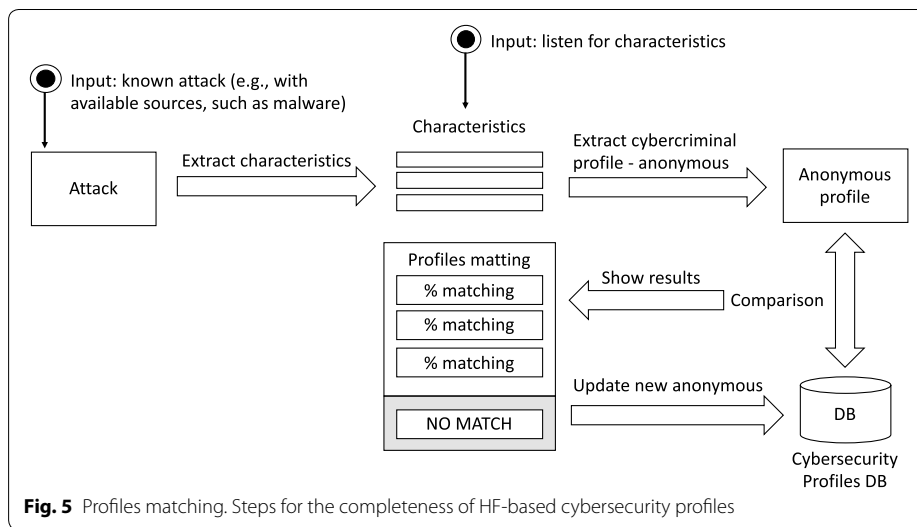 Input: listen for characteristics
Input: known attack (e.g., with
available sources, such as malware)
Characteristics
Attack
Extract characteristics
Extract cybercriminal
profile - anonymous
Anonymous
profile
Profiles matting
% matching
% matching
% matching
NO MATCH
Show results
Comparison
Update new anonymous
DB
Cybersecurity
Profiles DB
Fig. 5 Profiles matching. Steps for the completeness of HF-based cybersecurity profiles